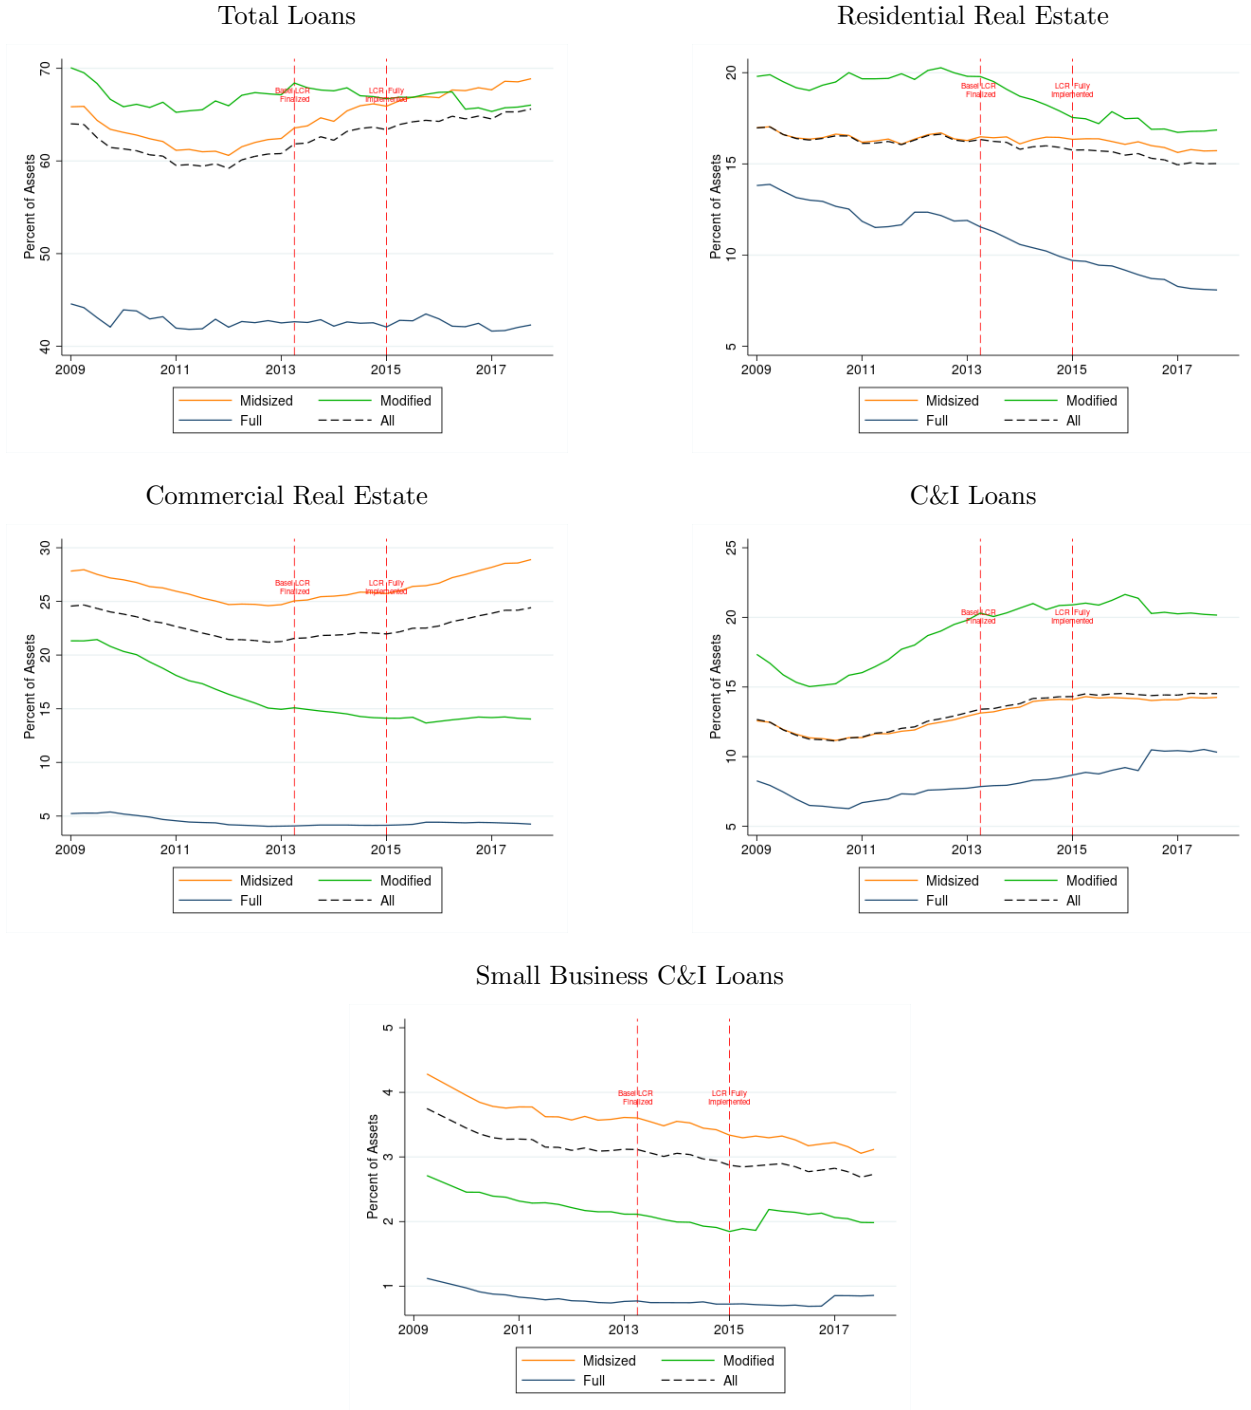 Total Loans
Residential Real Estate
Percent of Assets
70
60
50
40
Basel LCR
Finalized
LCR Fully
Implemented
2009 2011 2013 2015 2017
Midsized Modified
Full All
Percent of Assets
20
15
10
5
Basel LCR
Finalized
LCR Fully
Implemented
2009 2011 2013 2015 2017
Midsized Modified
Full All
Commercial Real Estate
C&I Loans
Percent of Assets
30
25
20
15
10
5
Basel LCR
Finalized
LCR Fully
Implemented
2009 2011 2013 2015 2017
Midsized Modified
Full All
Percent of Assets
25
20
15
10
5
Basel LCR
Finalized
LCR Fully
Implemented
2009 2011 2013 2015 2017
Midsized Modified
Full All
Small Business C&I Loans
Percent of Assets
5
4
3
2
1
Basel LCR
Finalized
LCR Fully
Implemented
2009 2011 2013 2015 2017
Midsized Modified
Full All